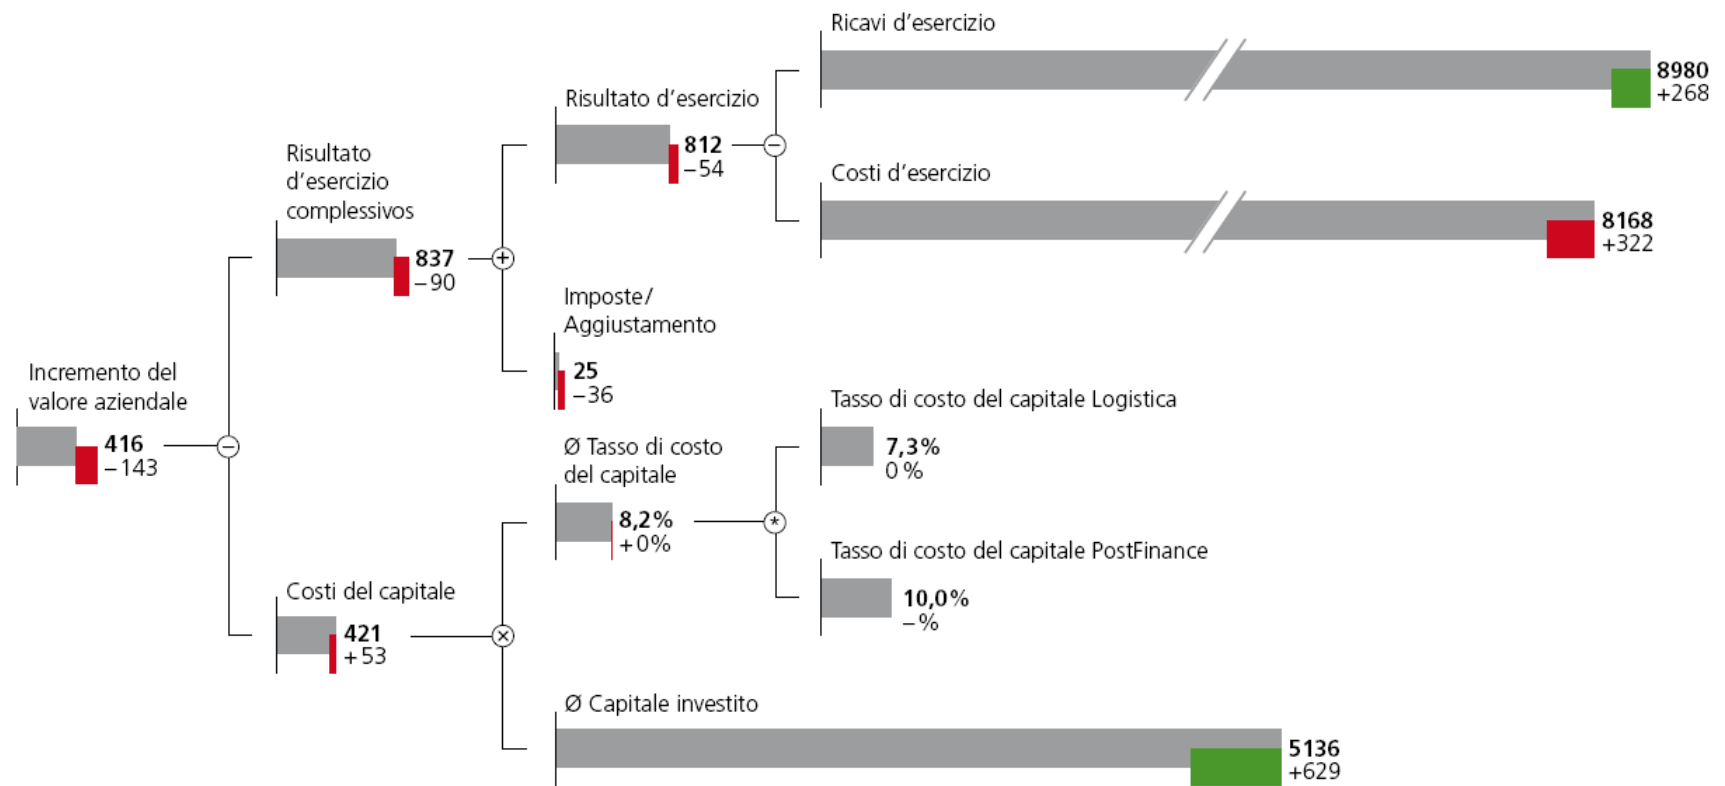 Ricavi d'esercizio
8980
+268
Risultato d'esercizio
812
–54
Costi d'esercizio
8168
+322
Risultato
d'esercizio
complessivos
837
–90
+
–
–
Imposte/
Aggiustamento
25
–36
Incremento del
valore aziendale
416
–143
Tasso di costo del capitale Logistica
7,3%
0%
Ø Tasso di costo
del capitale
8,2%
+0%
*
Tasso di costo del capitale PostFinance
10,0%
–%
Costi del capitale
421
+53
×
Ø Capitale investito
5136
+629